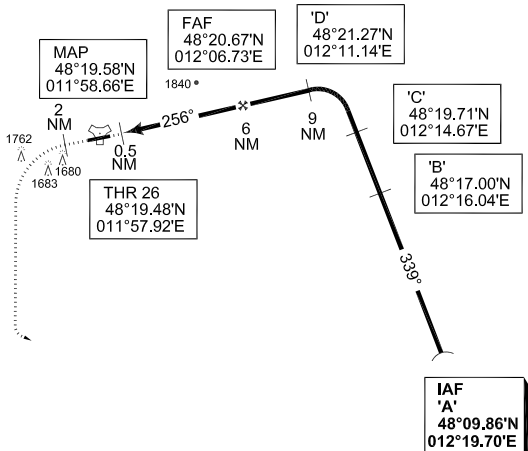 FAF
48°20.67'N
012°06.73'E
'D'
48°21.27'N
012°11.14'E
MAP
48°19.58'N
011°58.66'E
1840
'C'
48°19.71'N
012°14.67'E
2
NM
256°
6
NM
9
NM
0.5
NM
1762
1683
1680
'B'
48°17.00'N
012°16.04'E
THR 26
48°19.48'N
011°57.92'E
339°
IAF
'A'
48°09.86'N
012°19.70'E